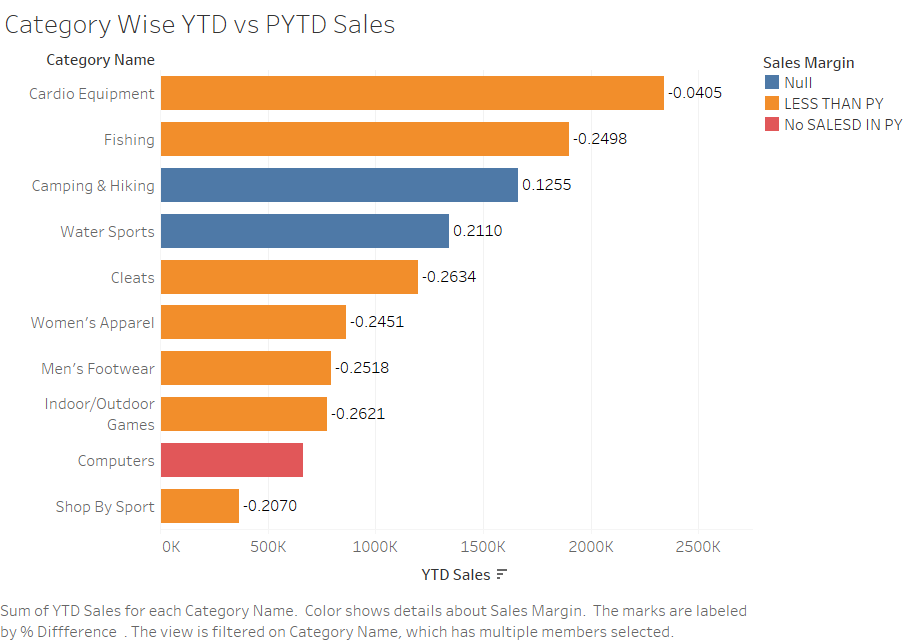 Category Wise YTD vs PYTD Sales
Category Name
Cardio Equipment -0.0405
Fishing -0.2498
Camping & Hiking 0.1255
Water Sports 0.2110
Cleats -0.2634
Women's Apparel -0.2451
Men's Footwear -0.2518
Indoor/Outdoor
Games -0.2621
Computers
Shop By Sport -0.2070
0K 500K 1000K 1500K 2000K 2500K
YTD Sales
Sales Margin
Null
LESS THAN PY
No SALESD IN PY
Sum of YTD Sales for each Category Name.  Color shows details about Sales Margin.  The marks are labeled
by % Diffference  . The view is filtered on Category Name, which has multiple members selected.